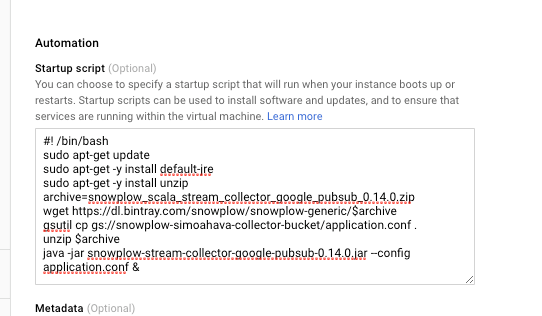 Automation
Startup script (Optional)
You can choose to specify a startup script that will run when your instance boots up or
restarts. Startup scripts can be used to install software and updates, and to ensure that
services are running within the virtual machine. Learn more
#! /bin/bash
sudo apt-get update
sudo apt-get -y install default-jre
sudo apt-get -y install unzip
archive=snowplow_scala_stream_collector_google_pubsub_0.14.0.zip
wget https://dl.bintray.com/snowplow/snowplow-generic/$archive
gsutil cp gs://snowplow-simoahava-collector-bucket/application.conf .
unzip $archive
java -jar snowplow-stream-collector-google-pubsub-0.14.0.jar --config
application.conf &
Metadata (Optional)